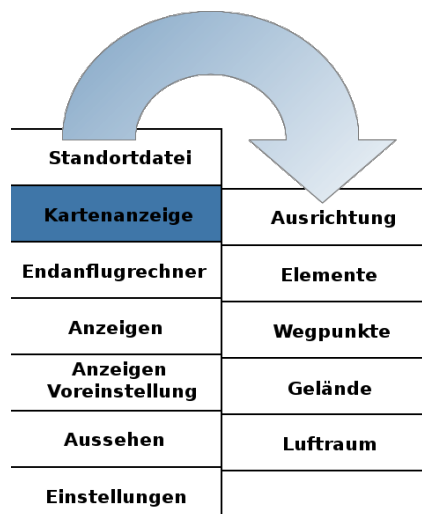 Standortdatei
Kartenanzeige
Endanflugrechner
Anzeigen
Anzeigen
Voreinstellung
Aussehen
Einstellungen
Ausrichtung
Elemente
Wegpunkte
Gelände
Luftraum